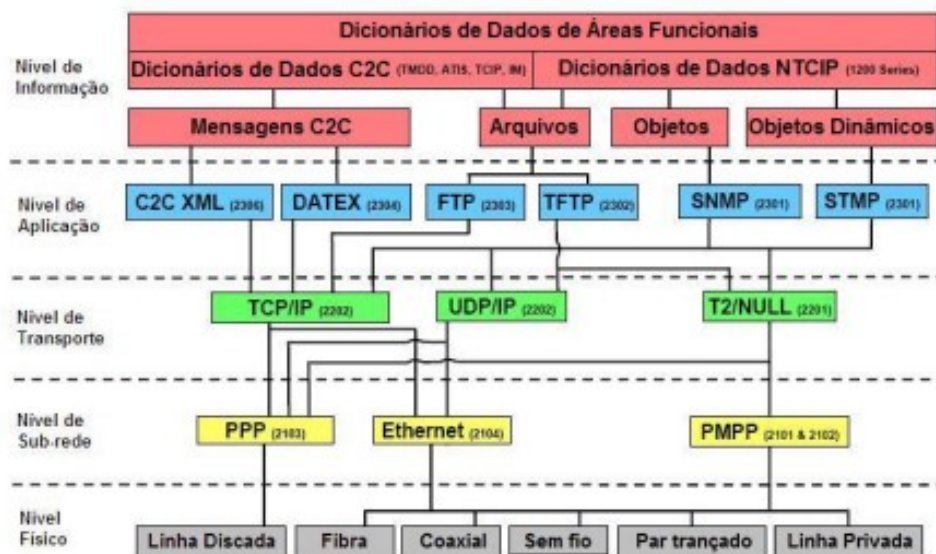 Dicionários de Dados de Áreas Funcionais
Nível de
Informação
Dicionários de Dados C2C (TMDD, ATIS, TCIP, IM)
Dicionários de Dados NTCIP (1200 Series)
Mensagens C2C
Arquivos
Objetos
Objetos Dinâmicos
Nível de
Aplicação
C2C XML (2306)
DATEX (2304)
FTP (2303)
TFTP (2302)
SNMP (2301)
STMP (2301)
Nível de
Transporte
TCP/IP (2202)
UDP/IP (2202)
T2/NULL (2201)
Nível de
Sub-rede
PPP (2103)
Ethernet (2104)
PMPP (2101 & 2102)
Nível
Físico
Linha Discada
Fibra
Coaxial
Sem fio
Par trançado
Linha Privada